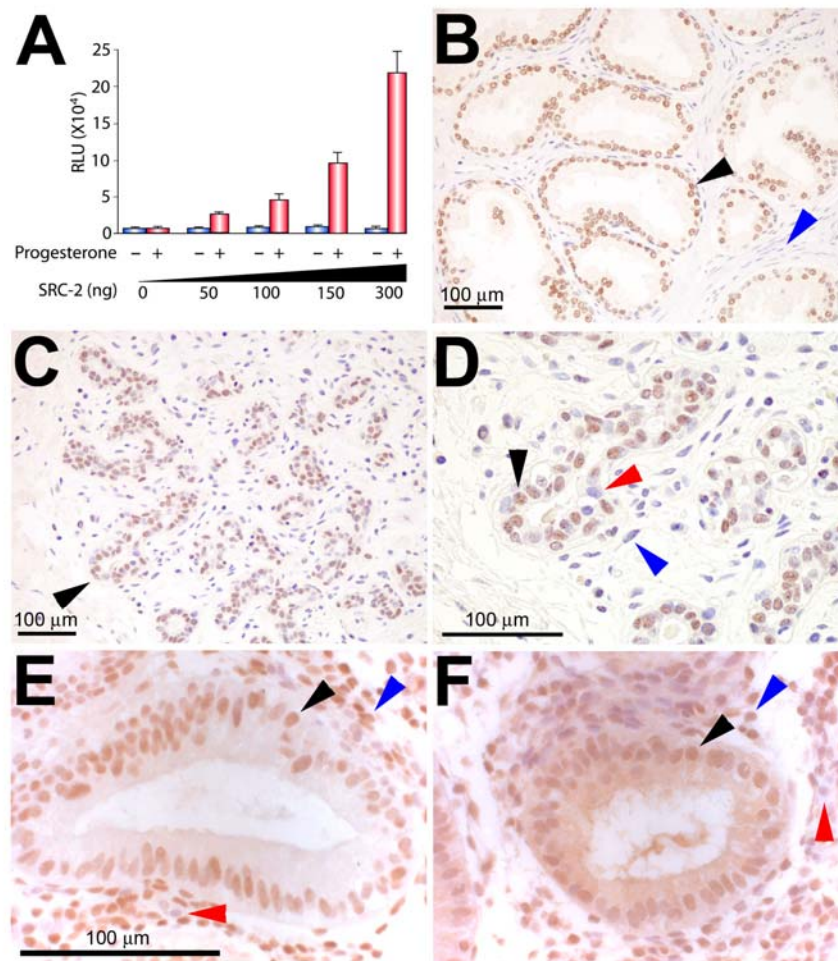 A
25
20
15
10
5
0
RLU (X10⁴)
Progesterone − + − + − + − + − +
SRC-2 (ng) 0 50 100 150 300
B
100 μm
C
100 μm
D
100 μm
E
100 μm
F